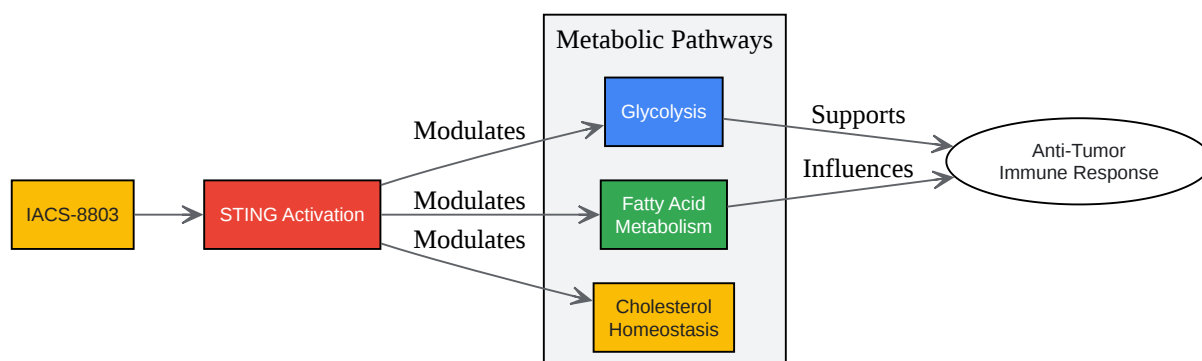 Metabolic Pathways
Glycolysis
Supports
Modulates
Anti-Tumor
Immune Response
Influences
IACS-8803
STING Activation
Modulates
Fatty Acid
Metabolism
Modulates
Cholesterol
Homeostasis